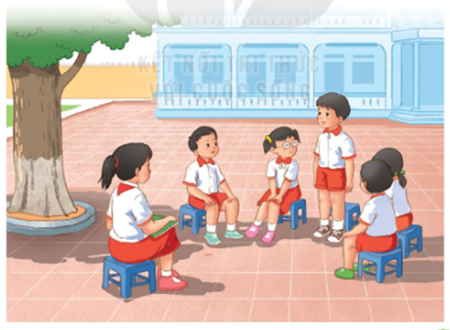 KẾT NỐI TRI THỨC
VỚI CUỘC SỐNG